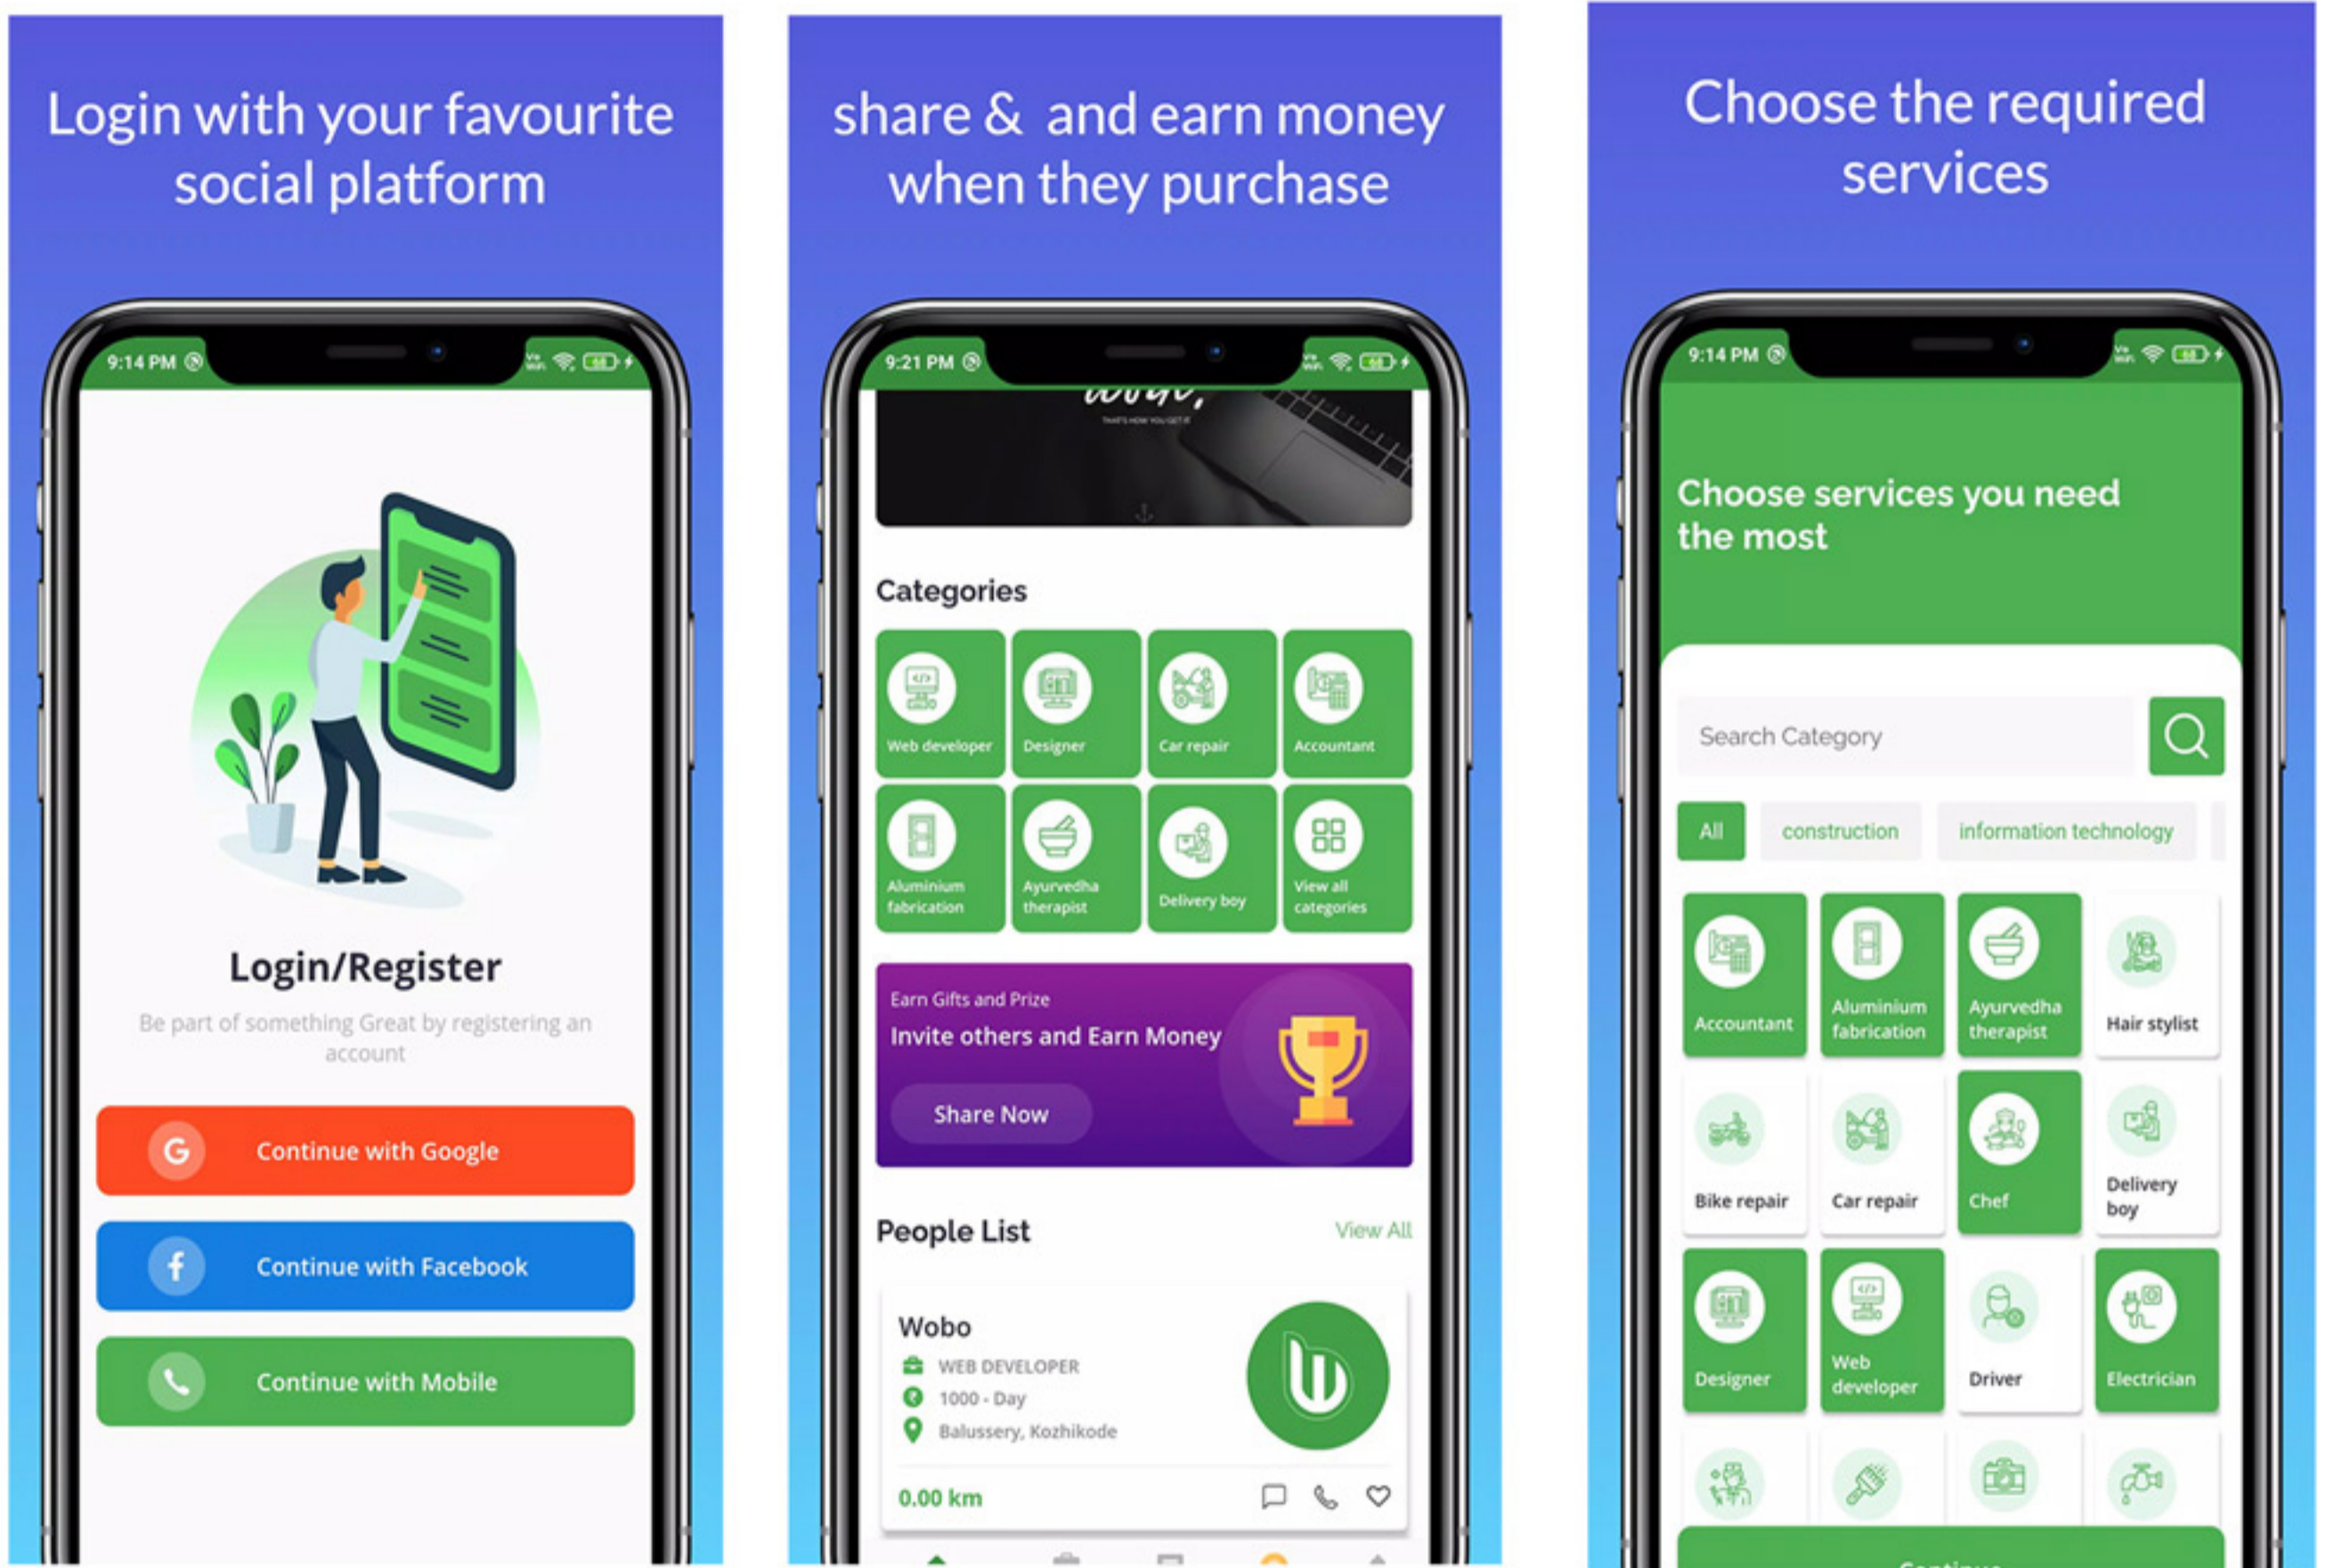 Login with your favourite
social platform
9:14 PM
Login/Register
Be part of something Great by registering an
account
Continue with Google
Continue with Facebook
Continue with Mobile
share &  and earn money
when they purchase
9:21 PM
THAT'S HOW YOU GET IT
Categories
Web developer
Designer
Car repair
Accountant
Aluminium
fabrication
Ayurvedha
therapist
Delivery boy
View all
categories
Earn Gifts and Prize
Invite others and Earn Money
Share Now
People List
View All
Wobo
WEB DEVELOPER
1000 - Day
Balussery, Kozhikode
0.00 km
Choose the required
services
9:14 PM
Choose services you need
the most
Search Category
All
construction
information technology
Accountant
Aluminium
fabrication
Ayurvedha
therapist
Hair stylist
Bike repair
Car repair
Chef
Delivery
boy
Designer
Web
developer
Driver
Electrician